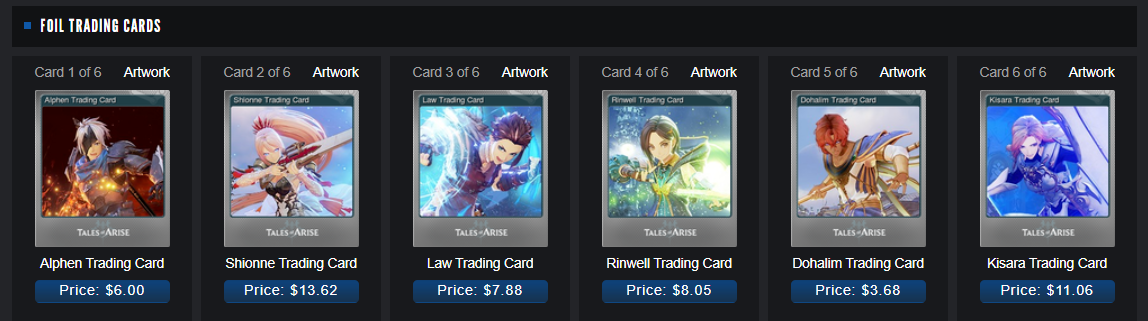 FOIL TRADING CARDS
Card 1 of 6 Artwork
Alphen Trading Card
TALES of ARISE
Alphen Trading Card
Price: $6.00
Card 2 of 6 Artwork
Shionne Trading Card
TALES of ARISE
Shionne Trading Card
Price: $13.62
Card 3 of 6 Artwork
Law Trading Card
TALES of ARISE
Law Trading Card
Price: $7.88
Card 4 of 6 Artwork
Rinwell Trading Card
TALES of ARISE
Rinwell Trading Card
Price: $8.05
Card 5 of 6 Artwork
Dohalim Trading Card
TALES of ARISE
Dohalim Trading Card
Price: $3.68
Card 6 of 6 Artwork
Kisara Trading Card
TALES of ARISE
Kisara Trading Card
Price: $11.06